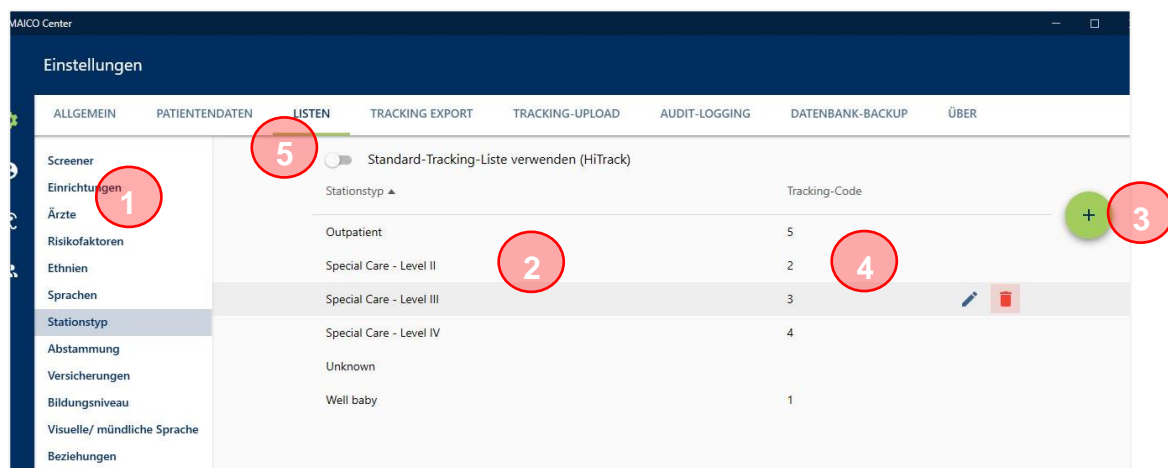 MAICO Center
Einstellungen
ALLGEMEIN PATIENTENDATEN LISTEN TRACKING EXPORT TRACKING-UPLOAD AUDIT-LOGGING DATENBANK-BACKUP ÜBER
Screener
Einrichtungen
Ärzte
Risikofaktoren
Ethnien
Sprachen
Stationstyp
Abstammung
Versicherungen
Bildungsniveau
Visuelle/ mündliche Sprache
Beziehungen
1
5
Standard-Tracking-Liste verwenden (HiTrack)
Stationstyp ▲ Tracking-Code
+ 3
Outpatient 5
Special Care - Level II 2
2 4
Special Care - Level III 3
Special Care - Level IV 4
Unknown
Well baby 1